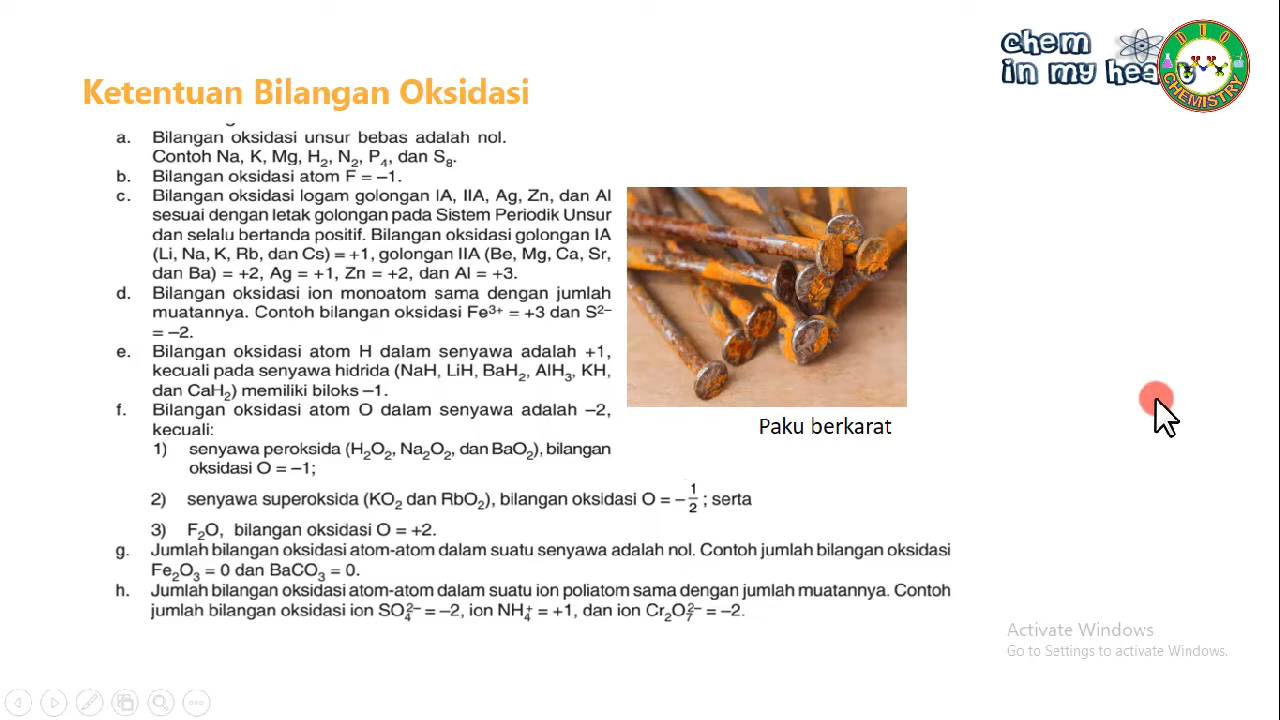 chem
in my hea
DUO
CHEMISTRY
Ketentuan Bilangan Oksidasi
a. Bilangan oksidasi unsur bebas adalah nol.
Contoh Na, K, Mg, H₂, N₂, P₄, dan S₈.
b. Bilangan oksidasi atom F = –1.
c. Bilangan oksidasi logam golongan IA, IIA, Ag, Zn, dan Al
sesuai dengan letak golongan pada Sistem Periodik Unsur
dan selalu bertanda positif. Bilangan oksidasi golongan IA
(Li, Na, K, Rb, dan Cs) = +1, golongan IIA (Be, Mg, Ca, Sr,
dan Ba) = +2, Ag = +1, Zn = +2, dan Al = +3.
d. Bilangan oksidasi ion monoatom sama dengan jumlah
muatannya. Contoh bilangan oksidasi Fe³⁺ = +3 dan S²⁻
= –2.
e. Bilangan oksidasi atom H dalam senyawa adalah +1,
kecuali pada senyawa hidrida (NaH, LiH, BaH₂, AlH₃, KH,
dan CaH₂) memiliki biloks –1.
f. Bilangan oksidasi atom O dalam senyawa adalah –2,
kecuali:
1) senyawa peroksida (H₂O₂, Na₂O₂, dan BaO₂), bilangan
oksidasi O = –1;
2) senyawa superoksida (KO₂ dan RbO₂), bilangan oksidasi O = –1/2 ; serta
3) F₂O, bilangan oksidasi O = +2.
g. Jumlah bilangan oksidasi atom-atom dalam suatu senyawa adalah nol. Contoh jumlah bilangan oksidasi
Fe₂O₃ = 0 dan BaCO₃ = 0.
h. Jumlah bilangan oksidasi atom-atom dalam suatu ion poliatom sama dengan jumlah muatannya. Contoh
jumlah bilangan oksidasi ion SO₄²⁻ = –2, ion NH₄⁺ = +1, dan ion Cr₂O₇²⁻ = –2.
Paku berkarat
Activate Windows
Go to Settings to activate Windows.